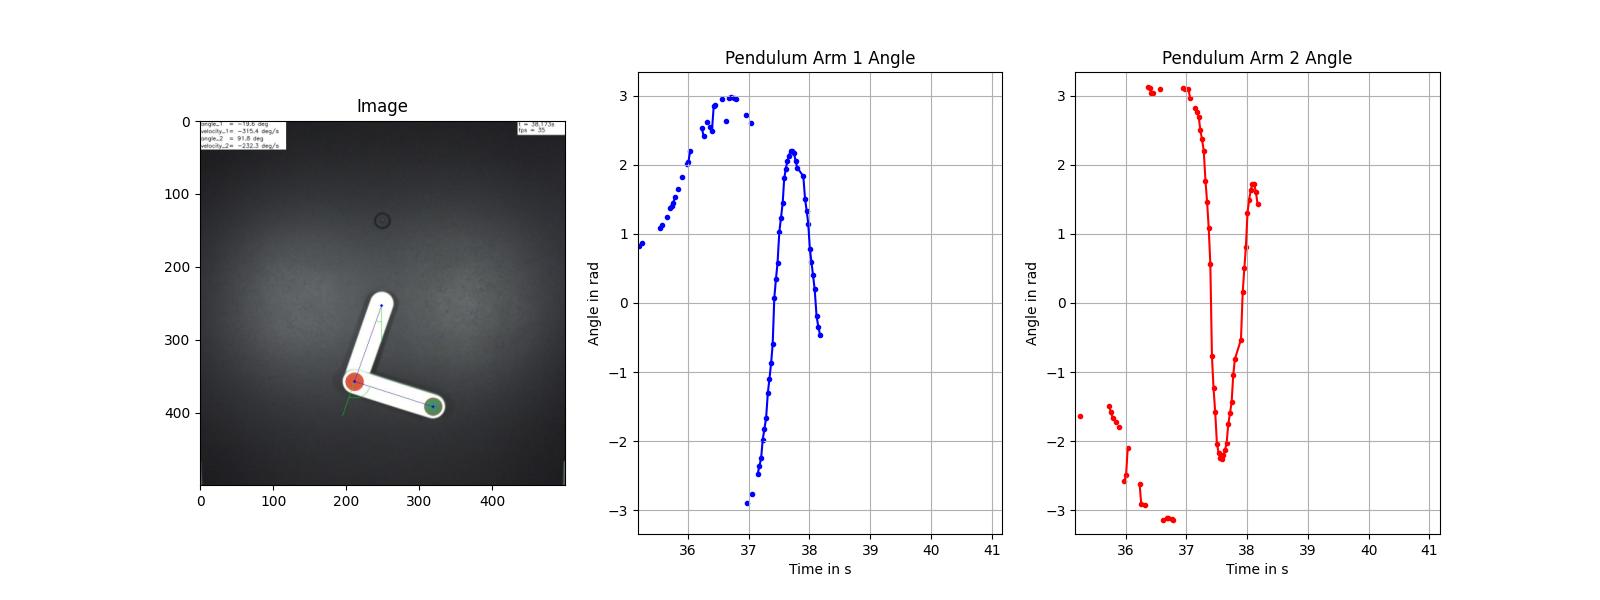 Image
angle_1 = -19.6 deg
velocity_1= -315.4 deg/s
angle_2 = 91.8 deg
velocity_2= -232.3 deg/s
t = 38.173s
fps = 35
0
100
200
300
400
0 100 200 300 400
Pendulum Arm 1 Angle
Angle in rad
3
2
1
0
−1
−2
−3
36 37 38 39 40 41
Time in s
Pendulum Arm 2 Angle
Angle in rad
3
2
1
0
−1
−2
−3
36 37 38 39 40 41
Time in s